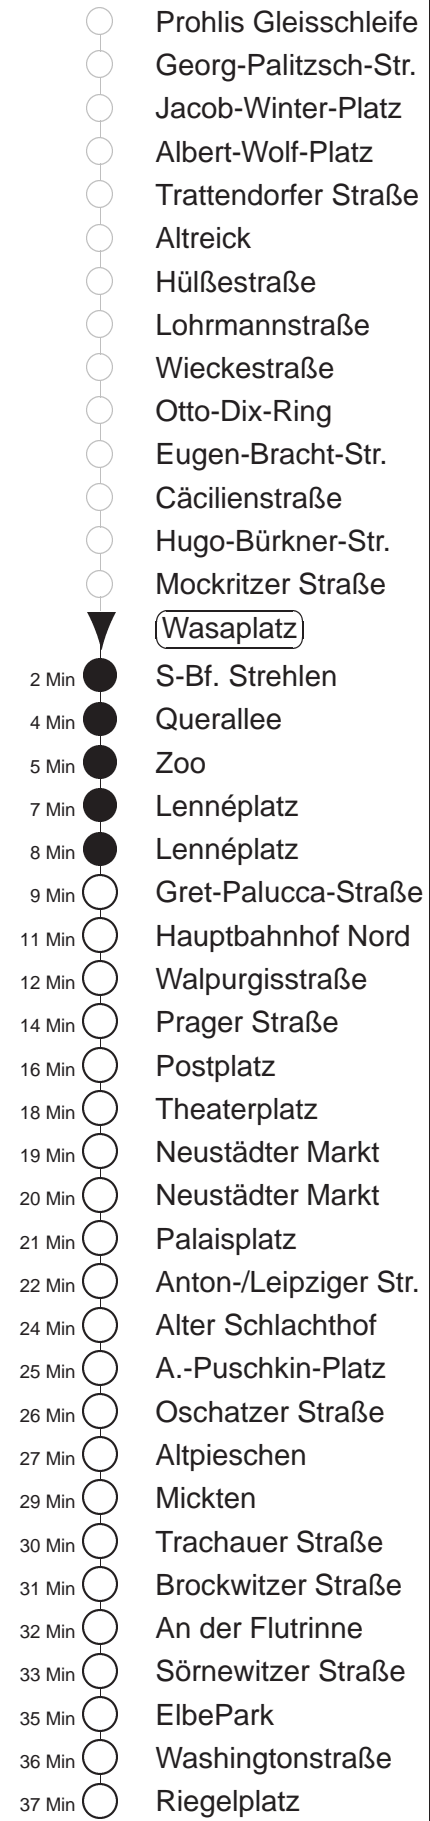 Prohlis Gleisschleife
Georg-Palitzsch-Str.
Jacob-Winter-Platz
Albert-Wolf-Platz
Trattendorfer Straße
Altreick
Hülßestraße
Lohrmannstraße
Wieckestraße
Otto-Dix-Ring
Eugen-Bracht-Str.
Cäcilienstraße
Hugo-Bürkner-Str.
Mockritzer Straße
Wasaplatz
2 Min S-Bf. Strehlen
4 Min Querallee
5 Min Zoo
7 Min Lennéplatz
8 Min Lennéplatz
9 Min Gret-Palucca-Straße
11 Min Hauptbahnhof Nord
12 Min Walpurgisstraße
14 Min Prager Straße
16 Min Postplatz
18 Min Theaterplatz
19 Min Neustädter Markt
20 Min Neustädter Markt
21 Min Palaisplatz
22 Min Anton-/Leipziger Str.
24 Min Alter Schlachthof
25 Min A.-Puschkin-Platz
26 Min Oschatzer Straße
27 Min Altpieschen
29 Min Mickten
30 Min Trachauer Straße
31 Min Brockwitzer Straße
32 Min An der Flutrinne
33 Min Sörnewitzer Straße
35 Min ElbePark
36 Min Washingtonstraße
37 Min Riegelplatz